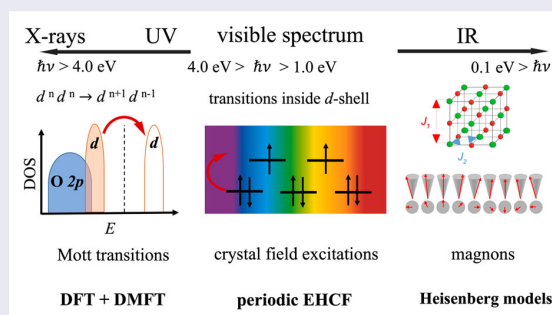 X-rays UV visible spectrum IR
ħν > 4.0 eV 4.0 eV > ħν > 1.0 eV 0.1 eV > ħν
dⁿ dⁿ → dⁿ⁺¹ dⁿ⁻¹ transitions inside d-shell
J₁
J₂
DOS
O 2p
d
d
E
Mott transitions crystal field excitations magnons
DFT + DMFT periodic EHCF Heisenberg models